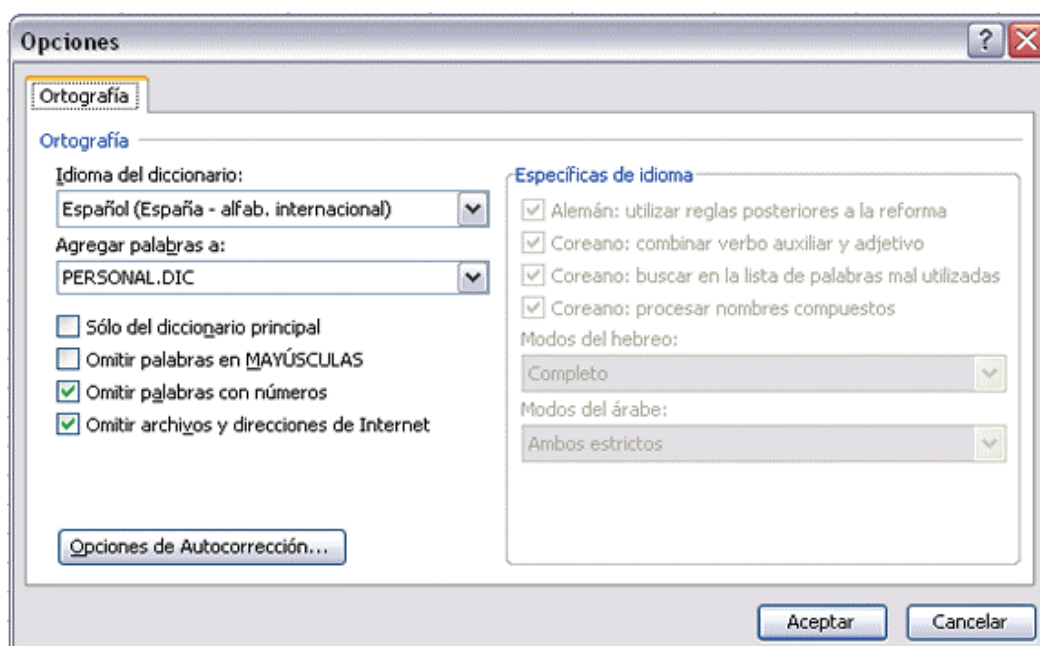 Opciones
Ortografía
Ortografía
Idioma del diccionario:
Español (España - alfab. internacional)
Agregar palabras a:
PERSONAL.DIC
Sólo del diccionario principal
Omitir palabras en MAYÚSCULAS
Omitir palabras con números
Omitir archivos y direcciones de Internet
Opciones de Autocorrección...
Específicas de idioma
Alemán: utilizar reglas posteriores a la reforma
Coreano: combinar verbo auxiliar y adjetivo
Coreano: buscar en la lista de palabras mal utilizadas
Coreano: procesar nombres compuestos
Modos del hebreo:
Completo
Modos del árabe:
Ambos estrictos
Aceptar
Cancelar